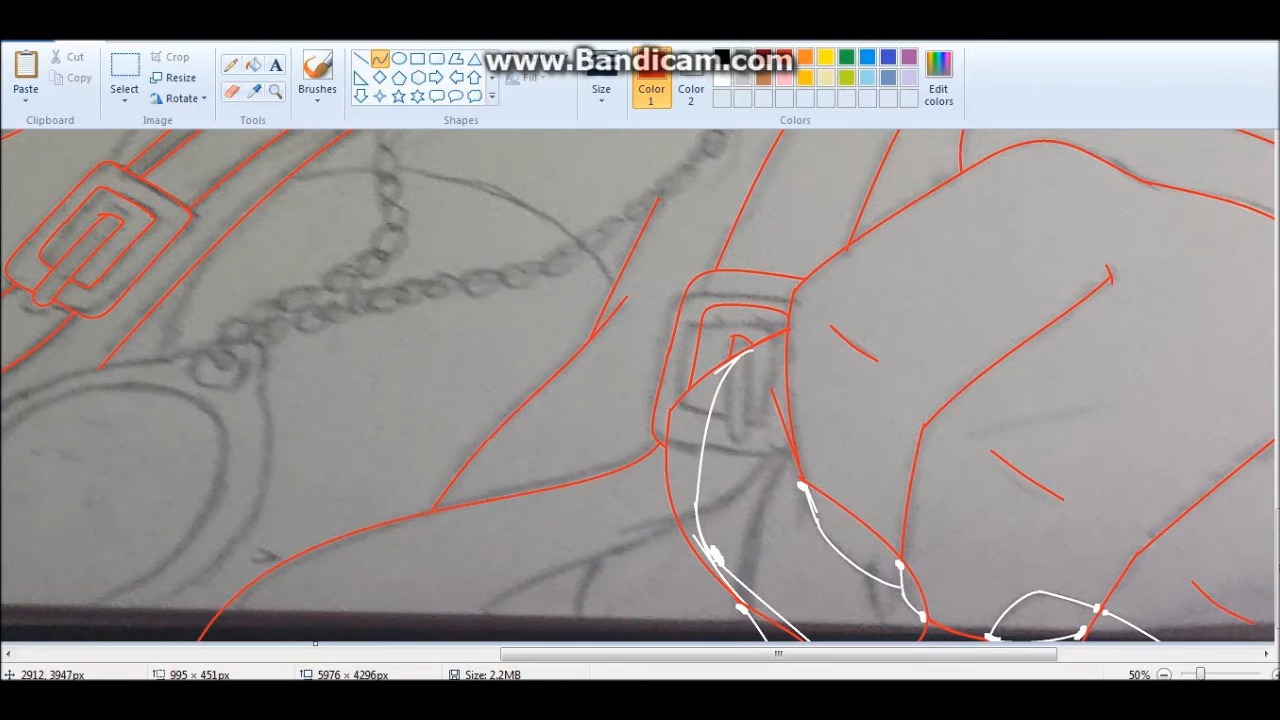 www.Bandicam.com
Paste
Cut
Copy
Clipboard
Select
Crop
Resize
Rotate
Image
A
Tools
Brushes
Fill
Shapes
Size
Color
1
Color
2
Edit
colors
Colors
2912, 3947px
995 × 451px
5976 × 4296px
Size: 2.2MB
50%